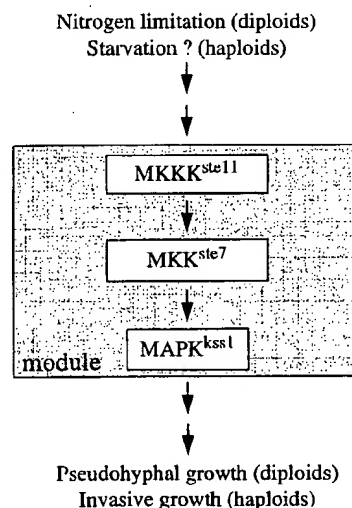 Nitrogen limitation (diploids)
Starvation ? (haploids)
MKKK^ste11
MKK^ste7
MAPK^kss1
module
Pseudohyphal growth (diploids)
Invasive growth (haploids)